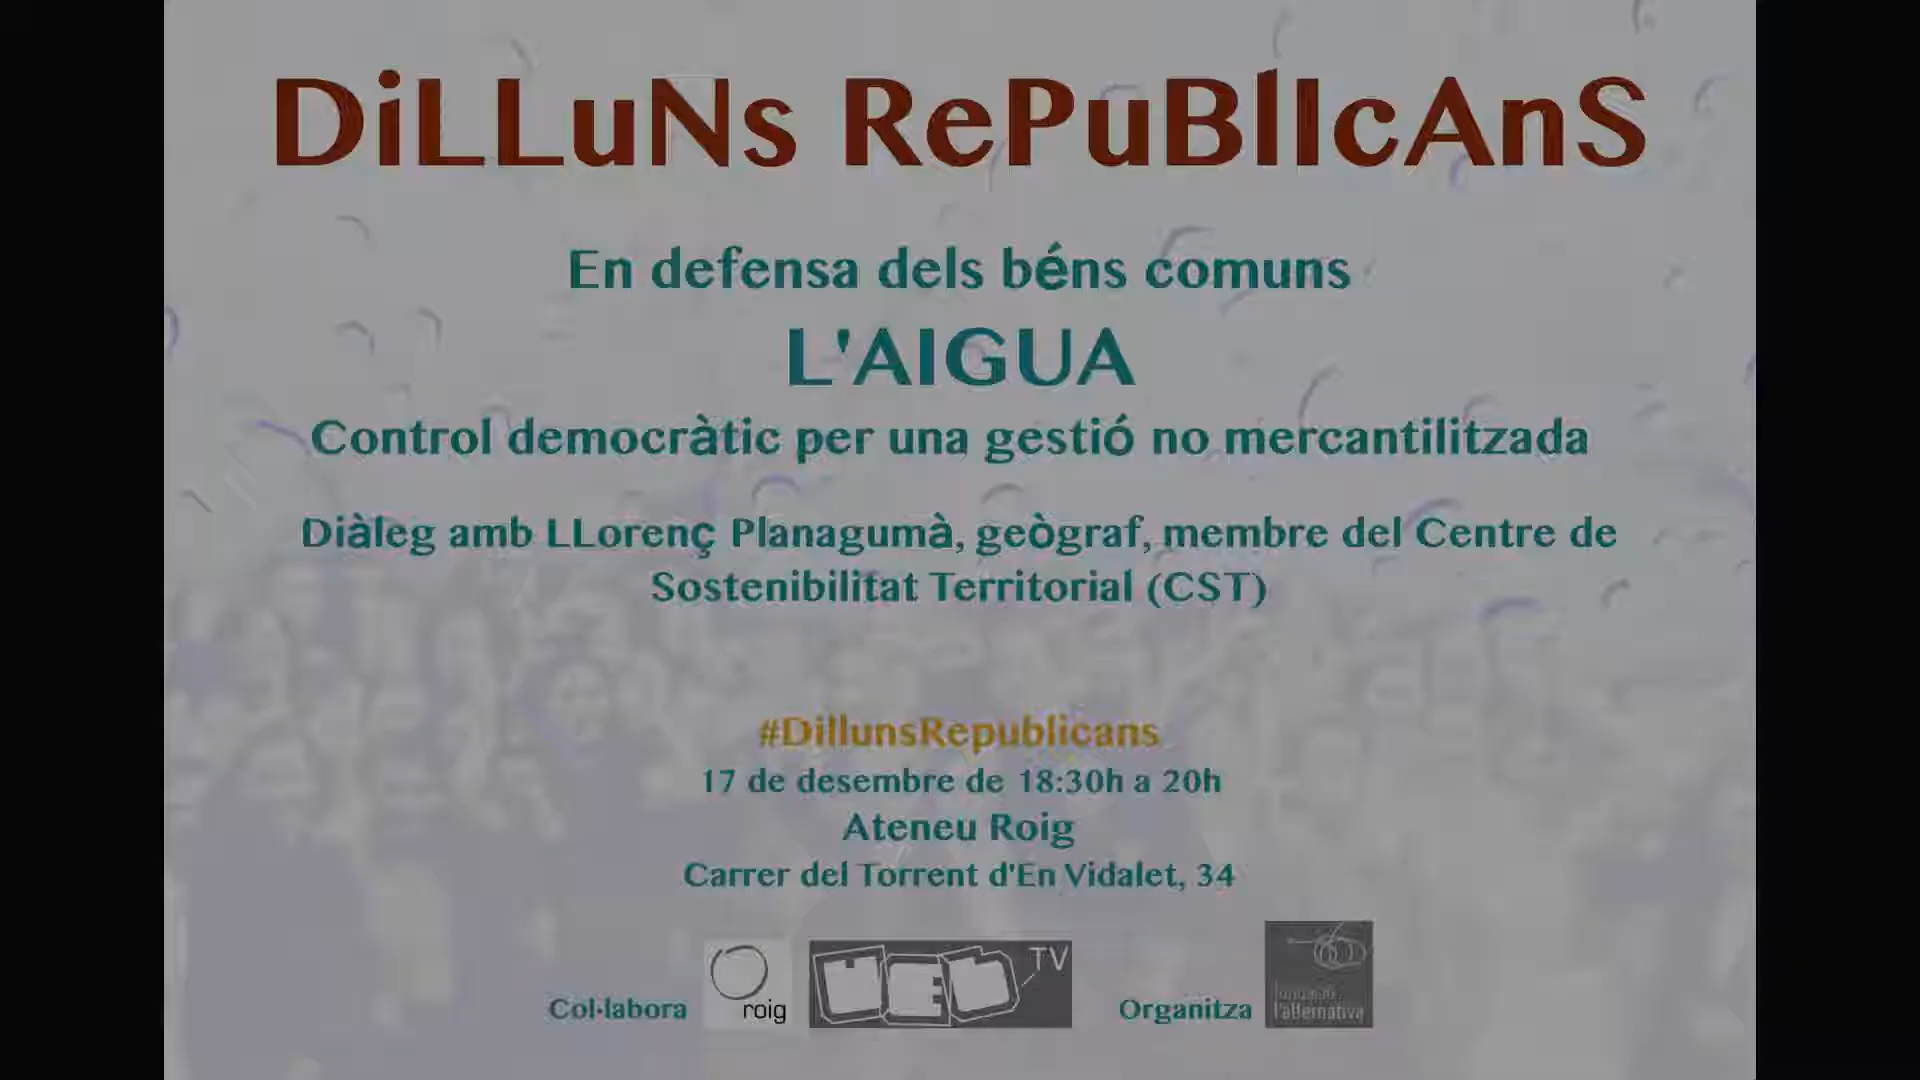 DiLLuNs RePuBlIcAnS
En defensa dels béns comuns
L'AIGUA
Control democràtic per una gestió no mercantilitzada
Diàleg amb LLorenç Planagumà, geògraf, membre del Centre de
Sostenibilitat Territorial (CST)
#DillunsRepublicans
17 de desembre de 18:30h a 20h
Ateneu Roig
Carrer del Torrent d'En Vidalet, 34
Col·labora
roig
TV
Organitza
l'alternativa